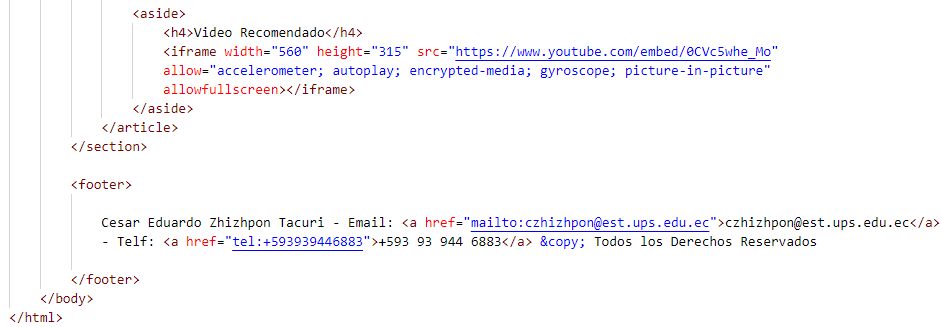 <aside>
<h4>Video Recomendado</h4>
<iframe width="560" height="315" src="https://www.youtube.com/embed/0CVc5whe_Mo"
allow="accelerometer; autoplay; encrypted-media; gyroscope; picture-in-picture"
allowfullscreen></iframe>
</aside>
</article>
</section>
<footer>
Cesar Eduardo Zhizhpon Tacuri - Email: <a href="mailto:czhizhpon@est.ups.edu.ec">czhizhpon@est.ups.edu.ec</a>
- Telf: <a href="tel:+593939446883">+593 93 944 6883</a> &copy; Todos los Derechos Reservados
</footer>
</body>
</html>